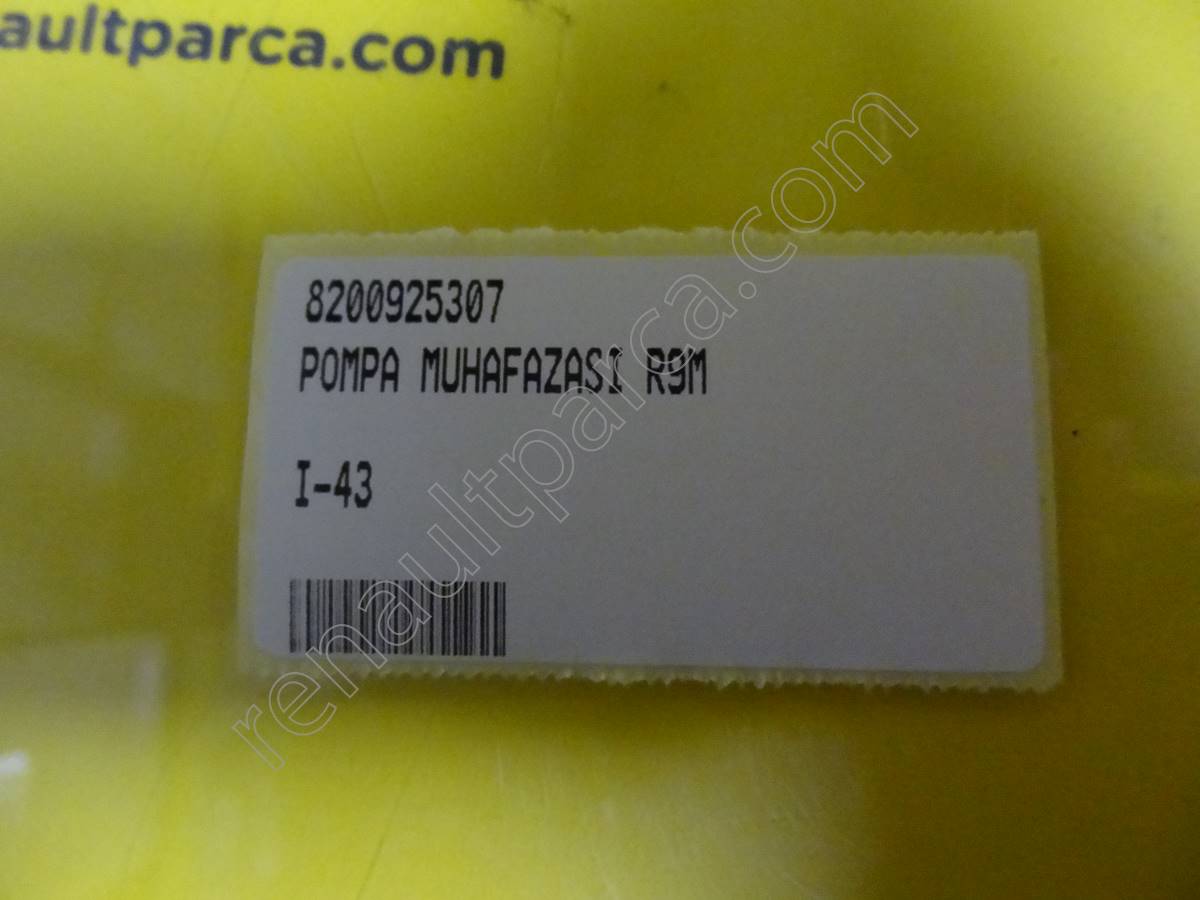 aultparca.com
8200925307
POMPA MUHAFAZASI R9M
I-43
renaultparca.com